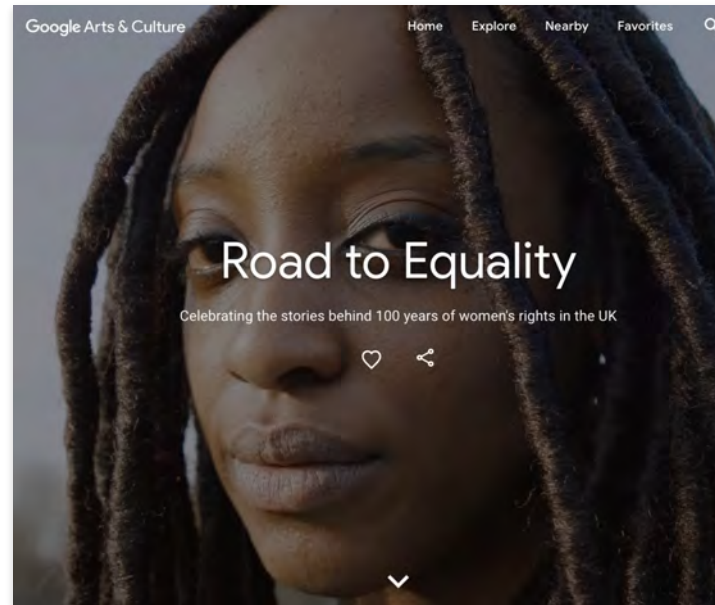 Google Arts & Culture Home Explore Nearby Favorites
Road to Equality
Celebrating the stories behind 100 years of women's rights in the UK